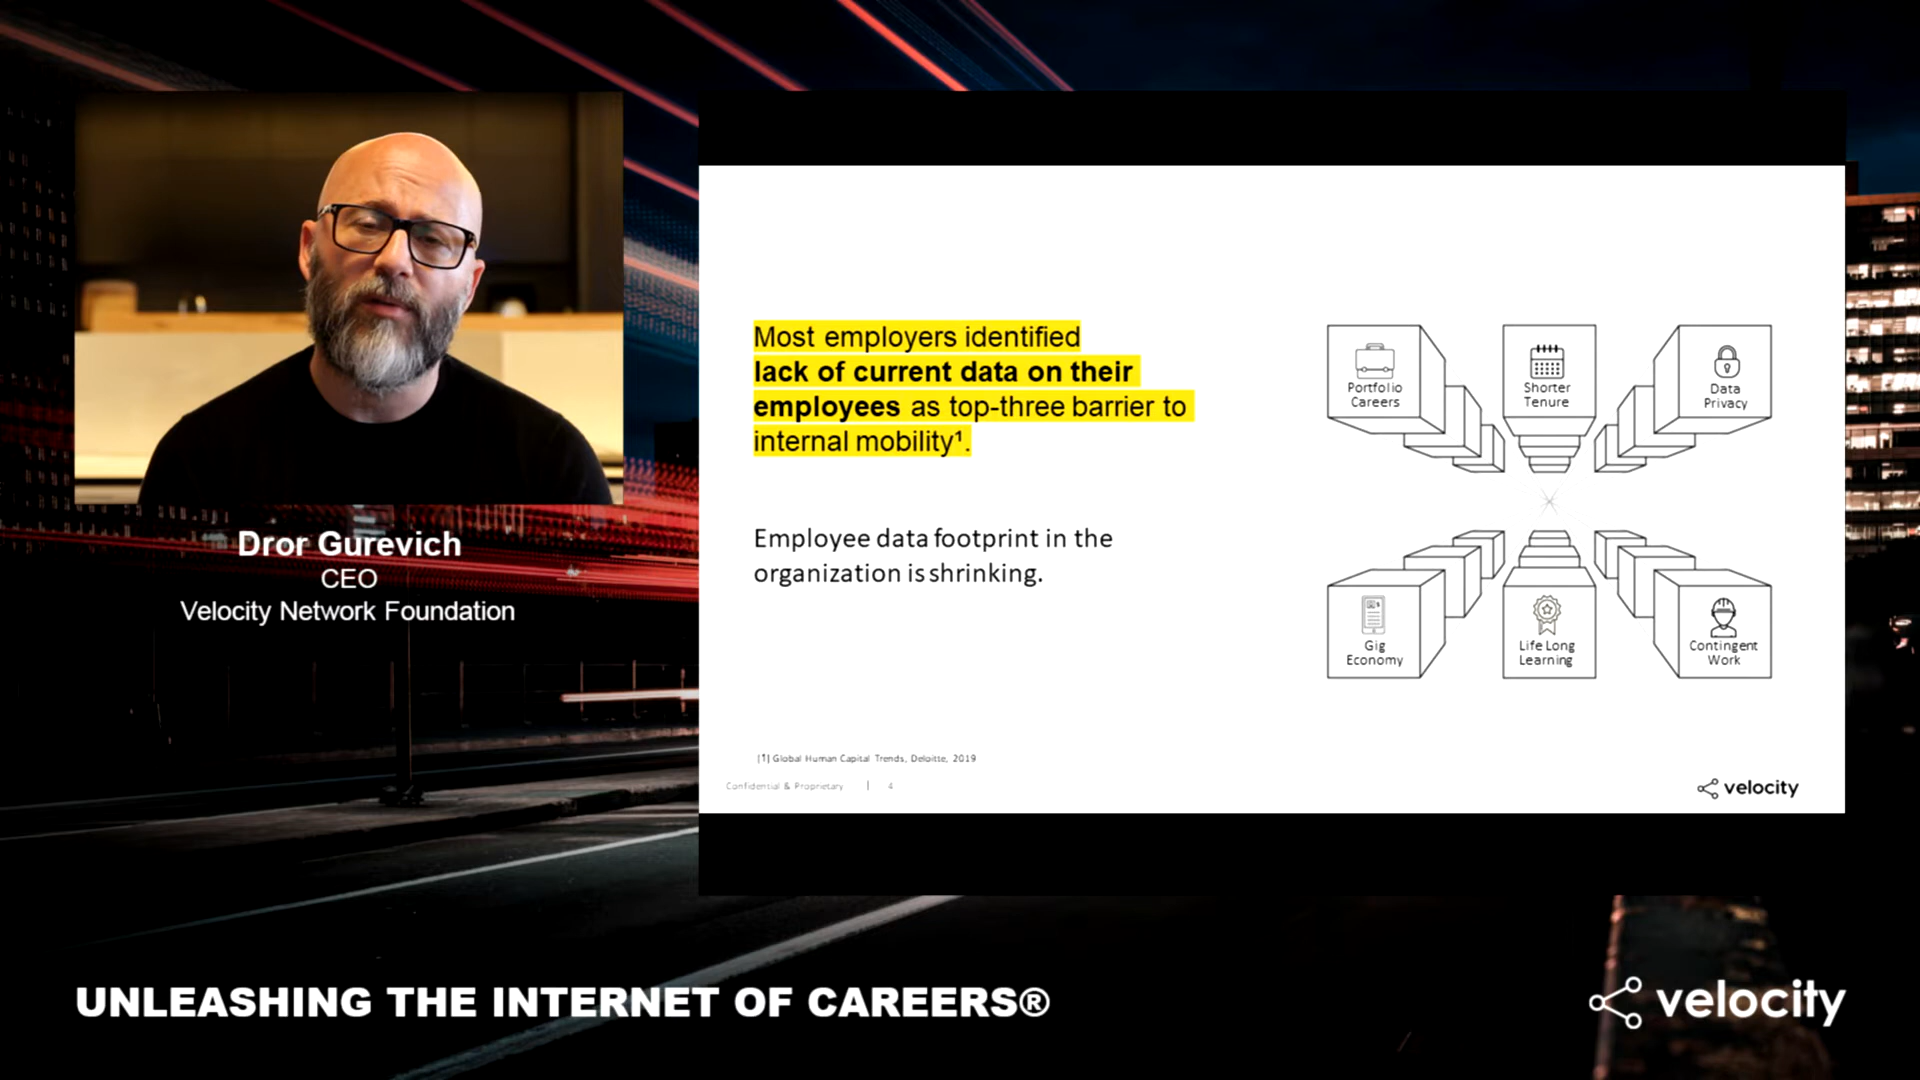 Dror Gurevich
CEO
Velocity Network Foundation
Most employers identified
lack of current data on their
employees as top-three barrier to
internal mobility¹.
Employee data footprint in the
organization is shrinking.
Portfolio
Careers
Shorter
Tenure
Data
Privacy
Gig
Economy
Life Long
Learning
Contingent
Work
[1] Global Human Capital Trends, Deloitte, 2019
Confidential & Proprietary | 4
velocity
UNLEASHING THE INTERNET OF CAREERS®
velocity